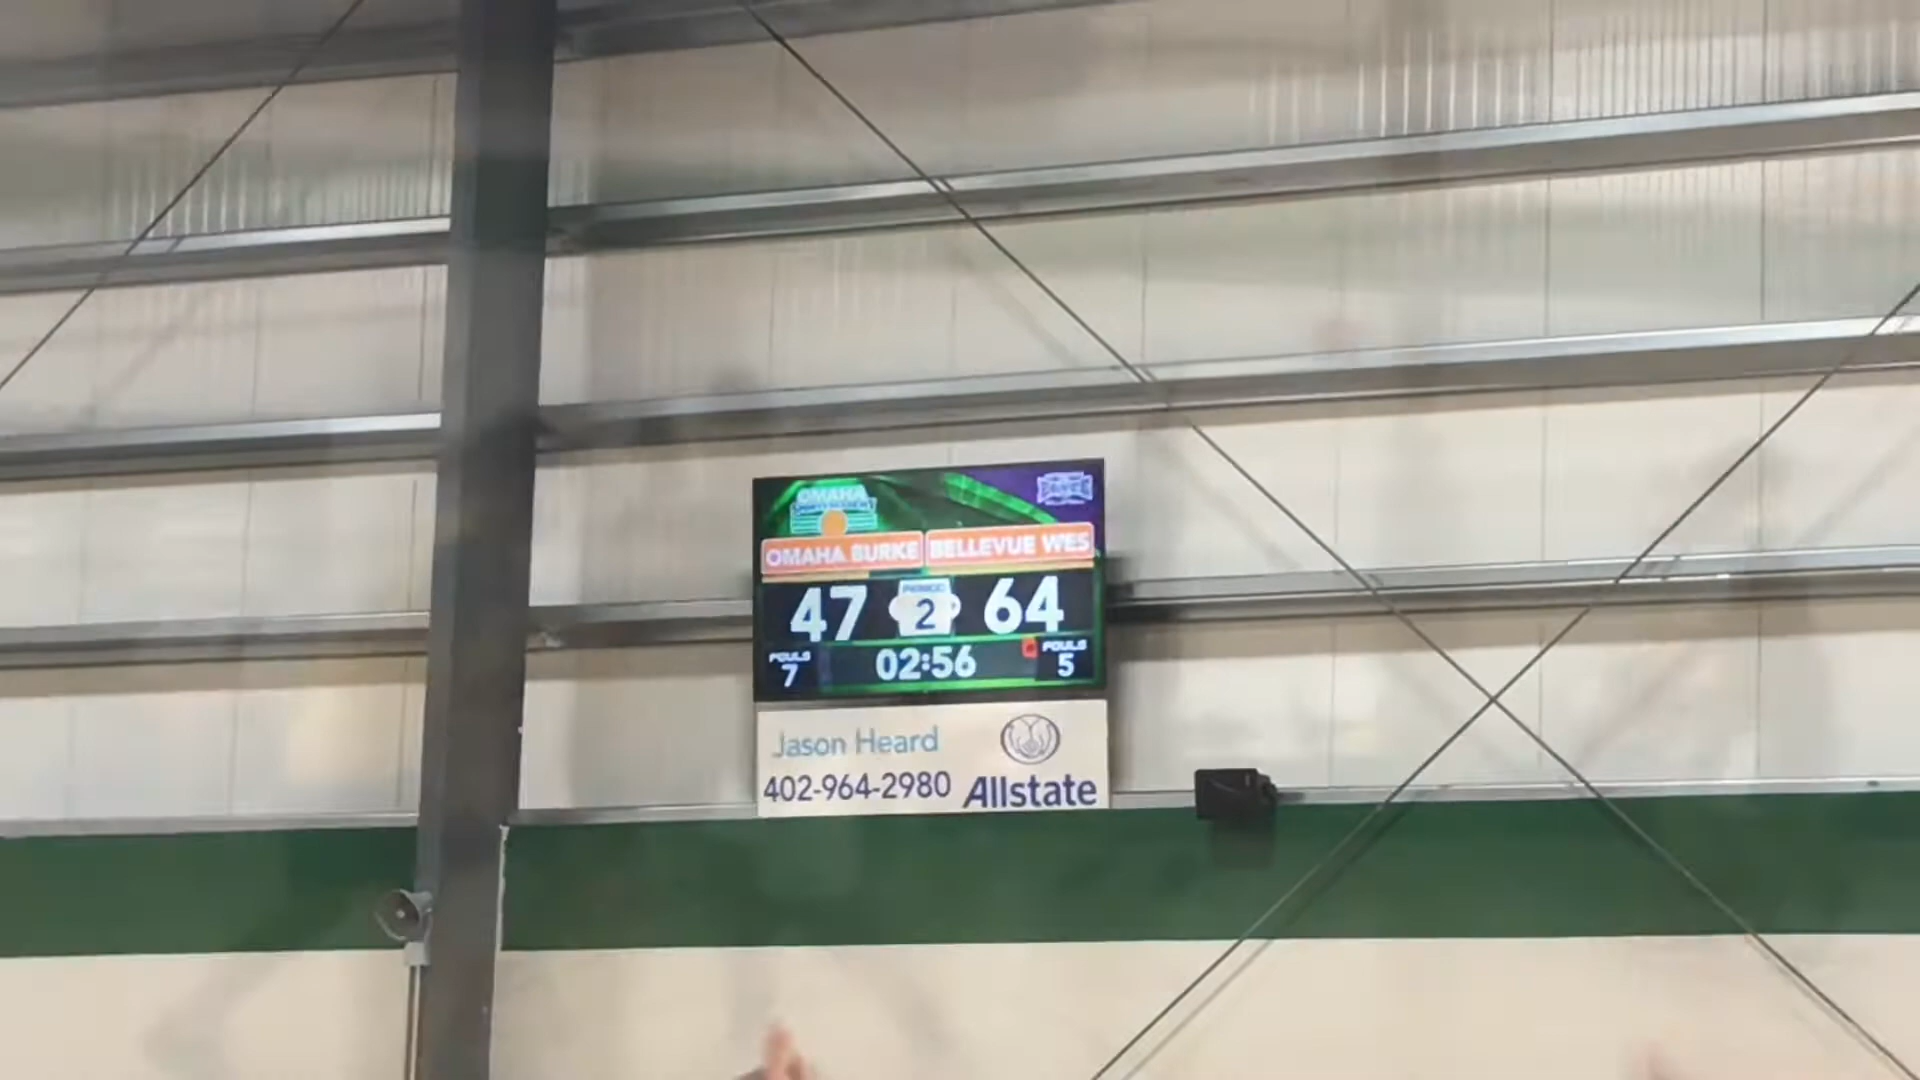 OMAHA
OMAHA BURKE BELLEVUE WES
47 PERIOD 2 64
FOULS 7 02:56 FOULS 5
Jason Heard
402-964-2980 Allstate